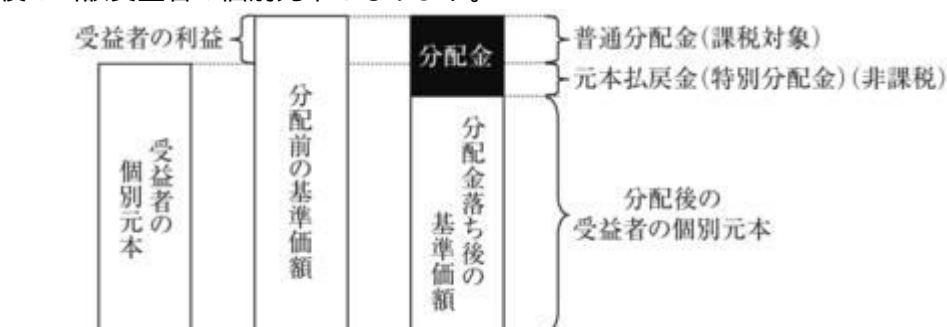 受益者の利益
分配金
普通分配金(課税対象)
元本払戻金(特別分配金)(非課税)
受益者の
個別元本
分配前の基準価額
分配金落ち後の
基準価額
分配後の
受益者の個別元本